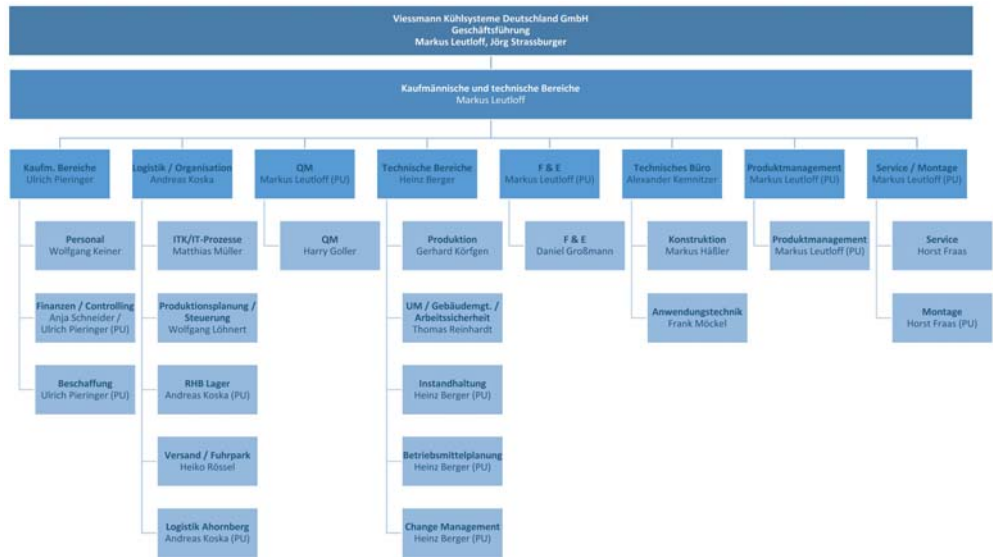 Viessmann Kühlsysteme Deutschland GmbH
Geschäftsführung
Markus Leutloff, Jörg Strassburger
Kaufmännische und technische Bereiche
Markus Leutloff
Kaufm. Bereiche
Ulrich Pieringer
Logistik / Organisation
Andreas Koska
QM
Markus Leutloff (PU)
Technische Bereiche
Heinz Berger
F & E
Markus Leutloff (PU)
Technisches Büro
Alexander Kemnitzer
Produktmanagement
Markus Leutloff (PU)
Service / Montage
Markus Leutloff (PU)
Personal
Wolfgang Keiner
ITK/IT-Prozesse
Matthias Müller
QM
Harry Goller
Produktion
Gerhard Körfgen
F & E
Daniel Großmann
Konstruktion
Markus Häßler
Produktmanagement
Markus Leutloff (PU)
Service
Horst Fraas
Finanzen / Controlling
Anja Schneider /
Ulrich Pieringer (PU)
Produktionsplanung /
Steuerung
Wolfgang Löhnert
UM / Gebäudemgt. /
Arbeitssicherheit
Thomas Reinhardt
Anwendungstechnik
Frank Möckel
Montage
Horst Fraas (PU)
Beschaffung
Ulrich Pieringer (PU)
RHB Lager
Andreas Koska (PU)
Instandhaltung
Heinz Berger (PU)
Versand / Fuhrpark
Heiko Rössel
Betriebsmittelplanung
Heinz Berger (PU)
Logistik Ahornberg
Andreas Koska (PU)
Change Management
Heinz Berger (PU)